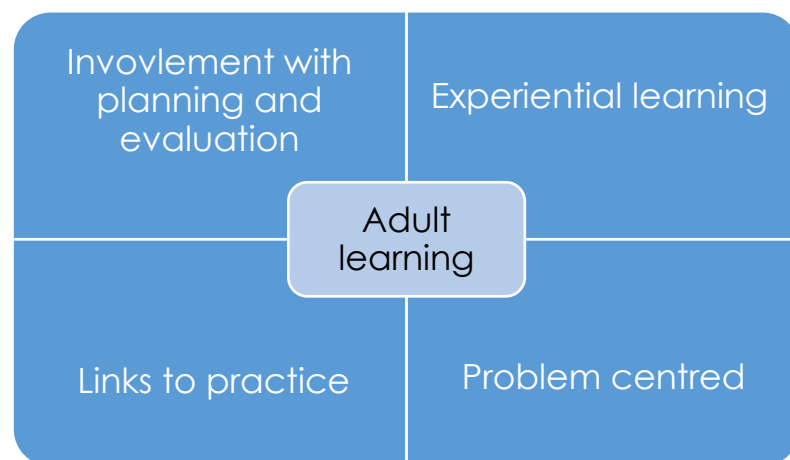 Invovlement with
planning and
evaluation
Experiential learning
Adult
learning
Links to practice
Problem centred